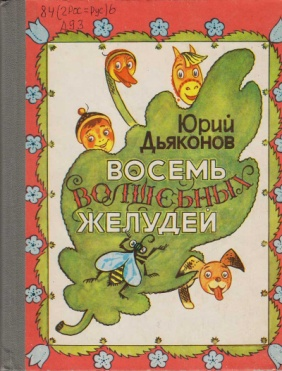 84(2Рос=Рус)6
Д93
Юрий
Дьяконов
ВОСЕМЬ
ВОЛШЕБНЫХ
ЖЕЛУДЕЙ